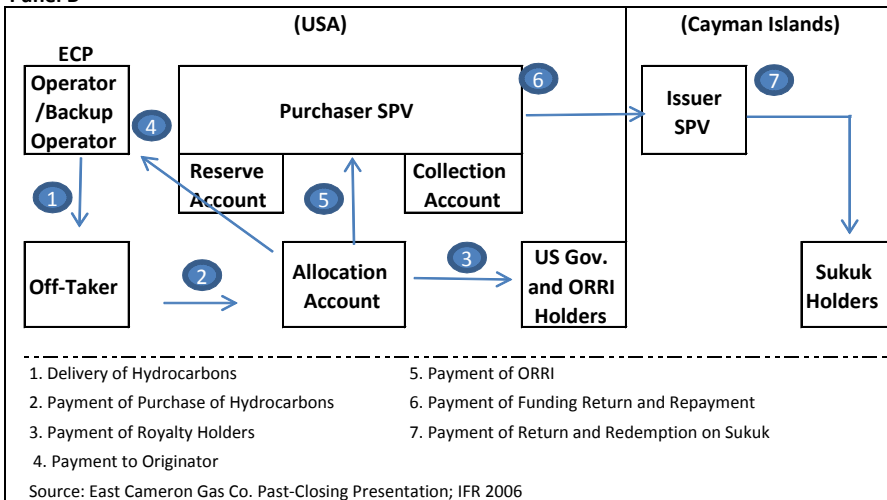 (USA)
(Cayman Islands)
ECP
Operator
/Backup
Operator
Purchaser SPV
Reserve
Account
Collection
Account
Issuer
SPV
6
7
4
1
5
Off-Taker
2
Allocation
Account
3
US Gov.
and ORRI
Holders
Sukuk
Holders
1. Delivery of Hydrocarbons
2. Payment of Purchase of Hydrocarbons
3. Payment of Royalty Holders
4. Payment to Originator
5. Payment of ORRI
6. Payment of Funding Return and Repayment
7. Payment of Return and Redemption on Sukuk
Source: East Cameron Gas Co. Past-Closing Presentation; IFR 2006